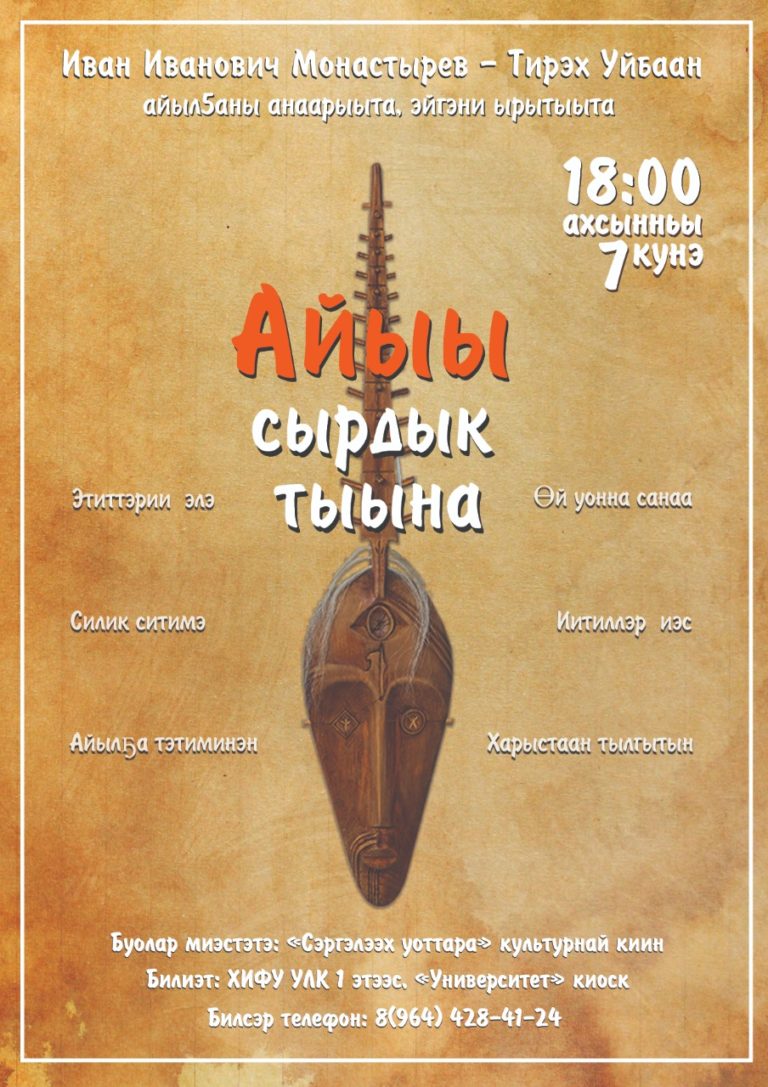 Иван Иванович Монастырев – Тирэх Уйбаан
айыл5аны анаарыыта, эйгэни ырытыыта
18:00
ахсынньы
7 кунэ
Айыы
сырдык
тыына
Этиттэрии элэ
Өй уонна санаа
Силик ситимэ
Иитиллэр иэс
Айылҕа тэтиминэн
Харыстаан тылгытын
Буолар миэстэтэ: «Сэргэлээх уоттара» культурнай киин
Билиэт: ХИФУ УЛК 1 этээс, «Университет» киоск
Билсэр телефон: 8(964) 428-41-24